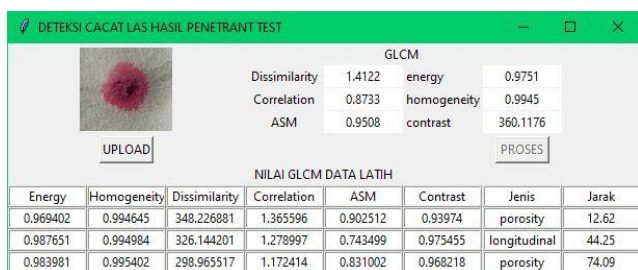 DETEKSI CACAT LAS HASIL PENETRANT TEST
GLCM
Dissimilarity 1.4122 energy 0.9751
Correlation 0.8733 homogeneity 0.9945
ASM 0.9508 contrast 360.1176
UPLOAD PROSES
NILAI GLCM DATA LATIH
Energy Homogeneity Dissimilarity Correlation ASM Contrast Jenis Jarak
0.969402 0.994645 348.226881 1.365596 0.902512 0.93974 porosity 12.62
0.987651 0.994984 326.144201 1.278997 0.743499 0.975455 longitudinal 44.25
0.983981 0.995402 298.965517 1.172414 0.831002 0.968218 porosity 74.09